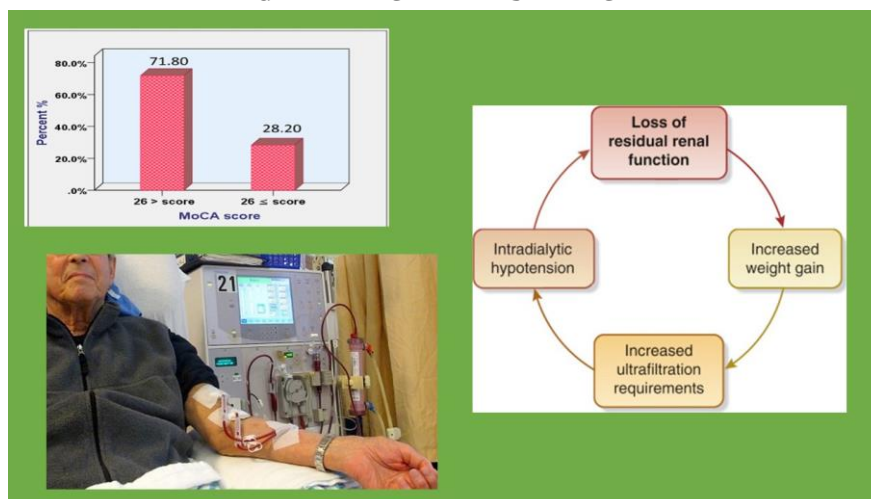 80.0%
60.0%
40.0%
20.0%
.0%
Percent %
71.80
28.20
26 > score
26 ≤ score
MoCA score
21
Loss of
residual renal
function
Increased
weight gain
Increased
ultrafiltration
requirements
Intradialytic
hypotension